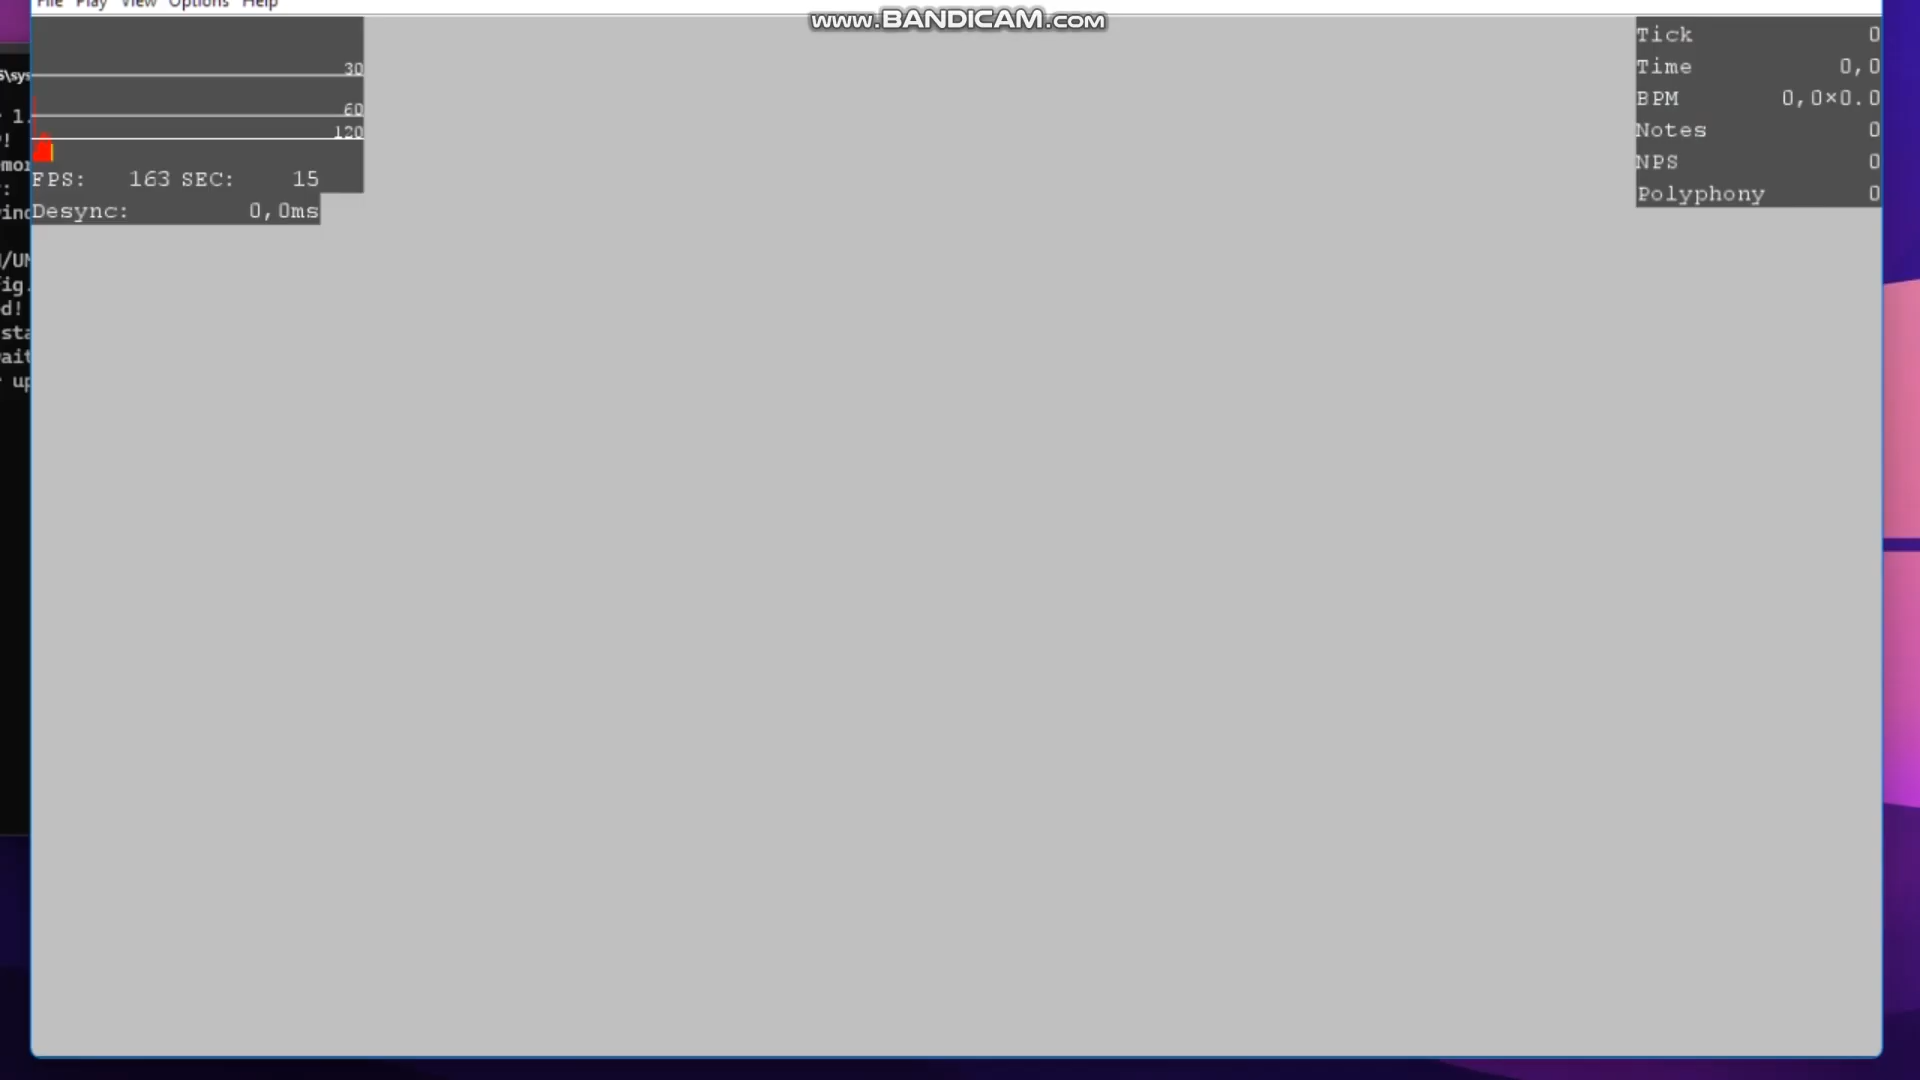 File Play View Options Help
www.BANDICAM.com
30
60
120
FPS: 163 SEC: 15
Desync: 0,0ms
Tick 0
Time 0,0
BPM 0,0×0.0
Notes 0
NPS 0
Polyphony 0